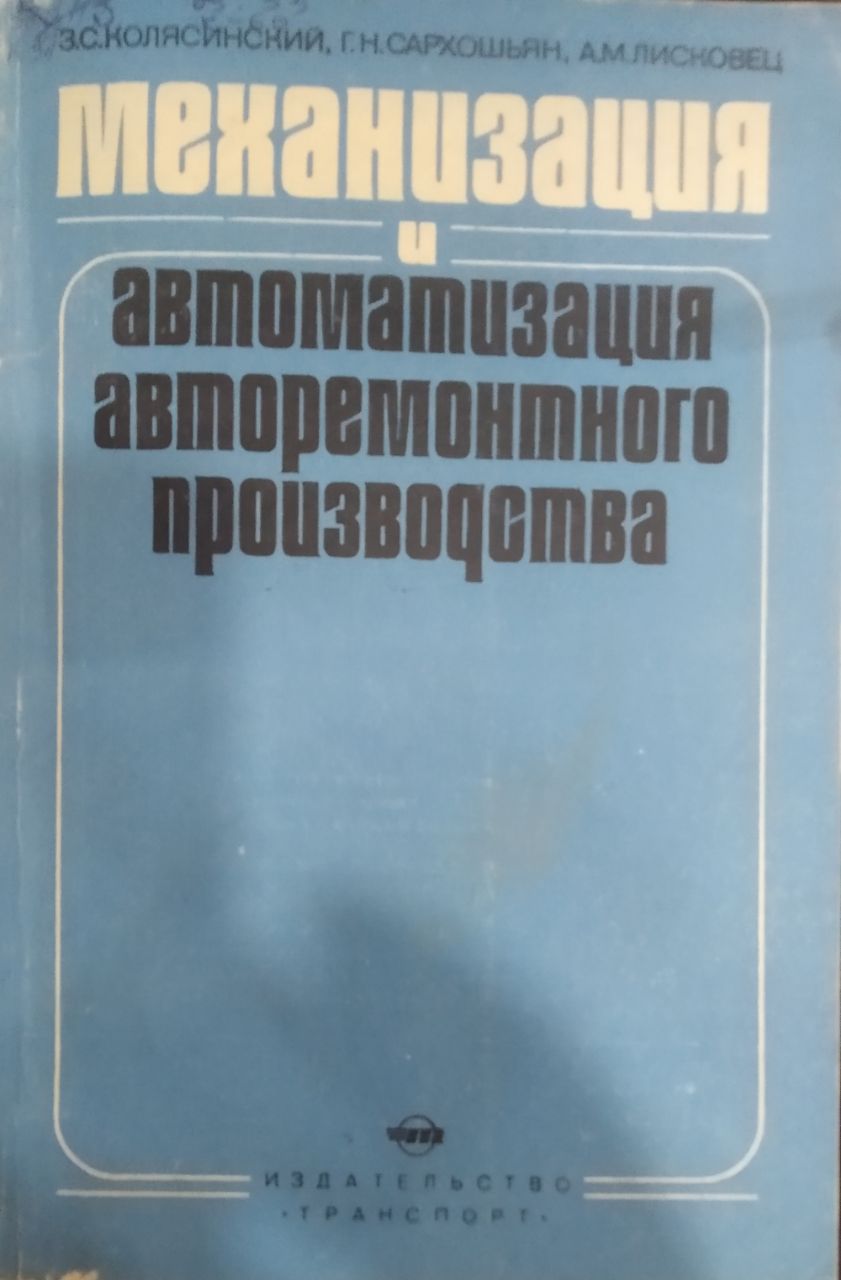 З.С.КОЛЯСИНСКИЙ, Г.Н.САРХОШЬЯН, А.М.ЛИСКОВЕЦ
механизация
и
автоматизация
авторемонтного
производства
ИЗДАТЕЛЬСТВО
«ТРАНСПОРТ»